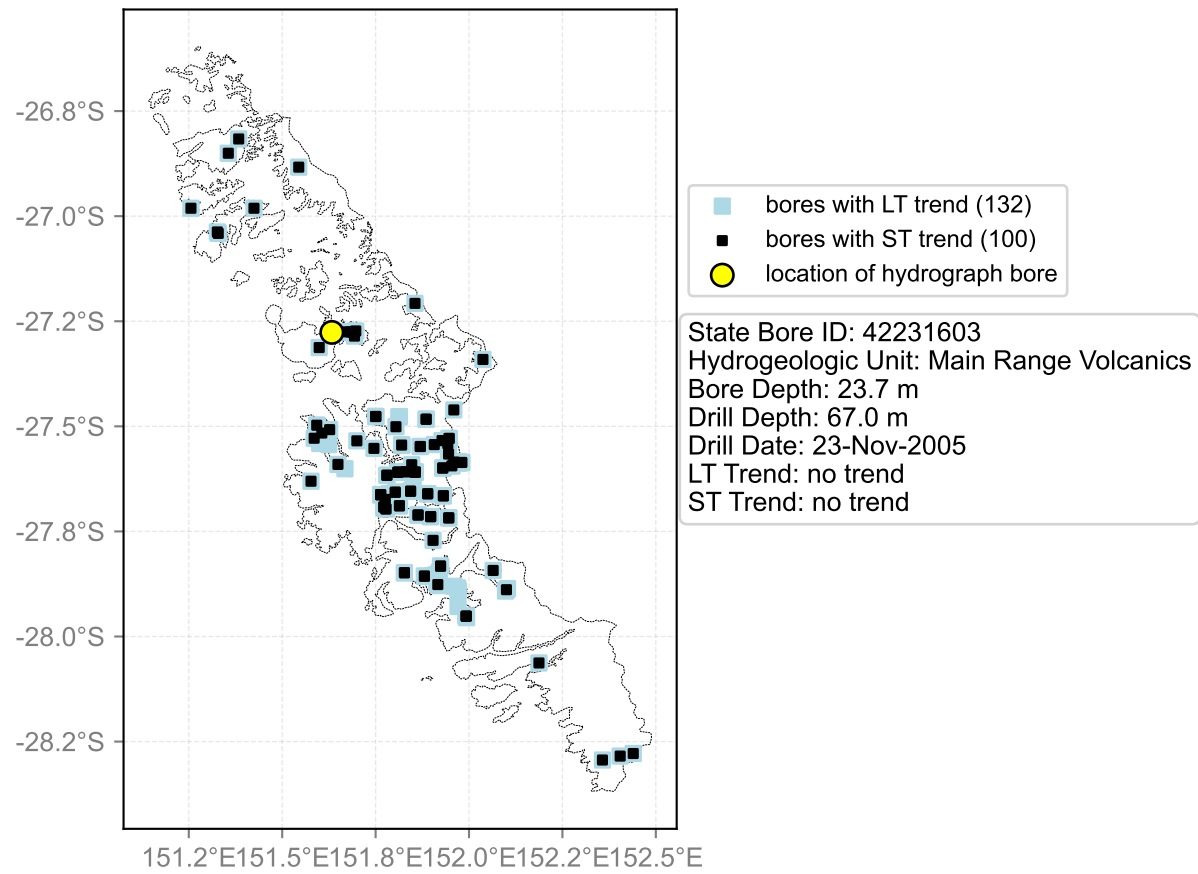 -26.8°S
-27.0°S
-27.2°S
-27.5°S
-27.8°S
-28.0°S
-28.2°S
151.2°E151.5°E151.8°E152.0°E152.2°E152.5°E
bores with LT trend (132)
bores with ST trend (100)
location of hydrograph bore
State Bore ID: 42231603
Hydrogeologic Unit: Main Range Volcanics
Bore Depth: 23.7 m
Drill Depth: 67.0 m
Drill Date: 23-Nov-2005
LT Trend: no trend
ST Trend: no trend